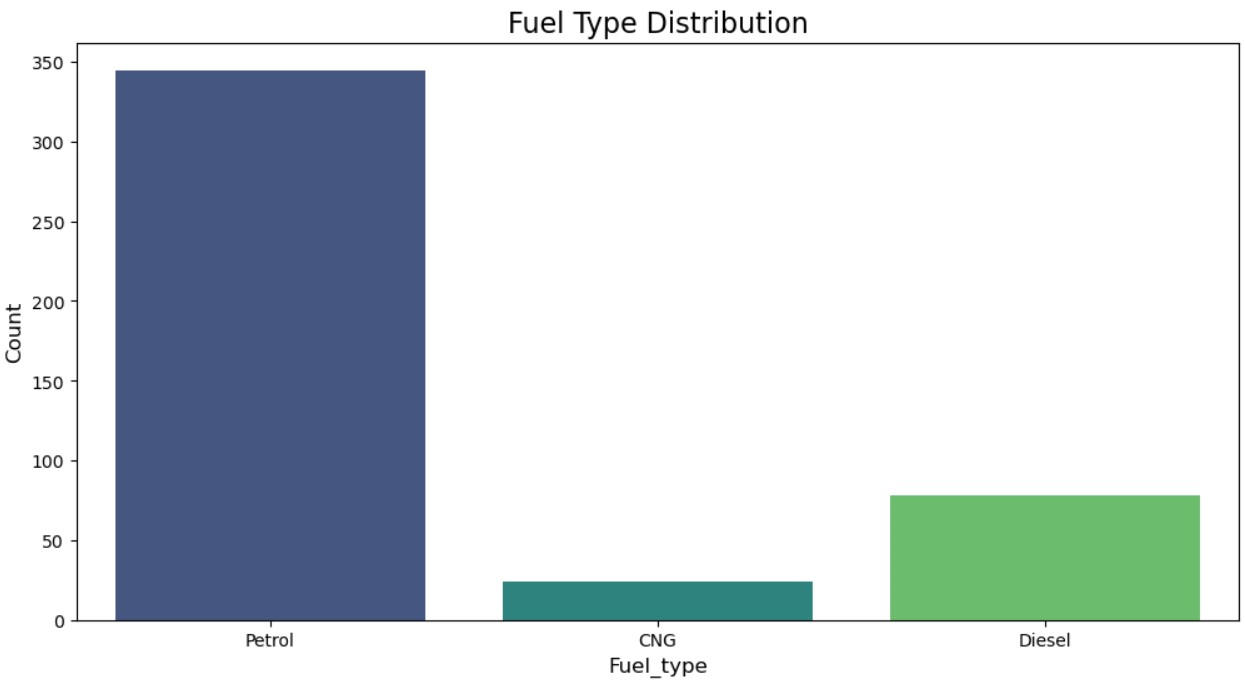 Fuel Type Distribution
350
300
250
200
150
100
50
0
Count
Petrol
CNG
Diesel
Fuel_type